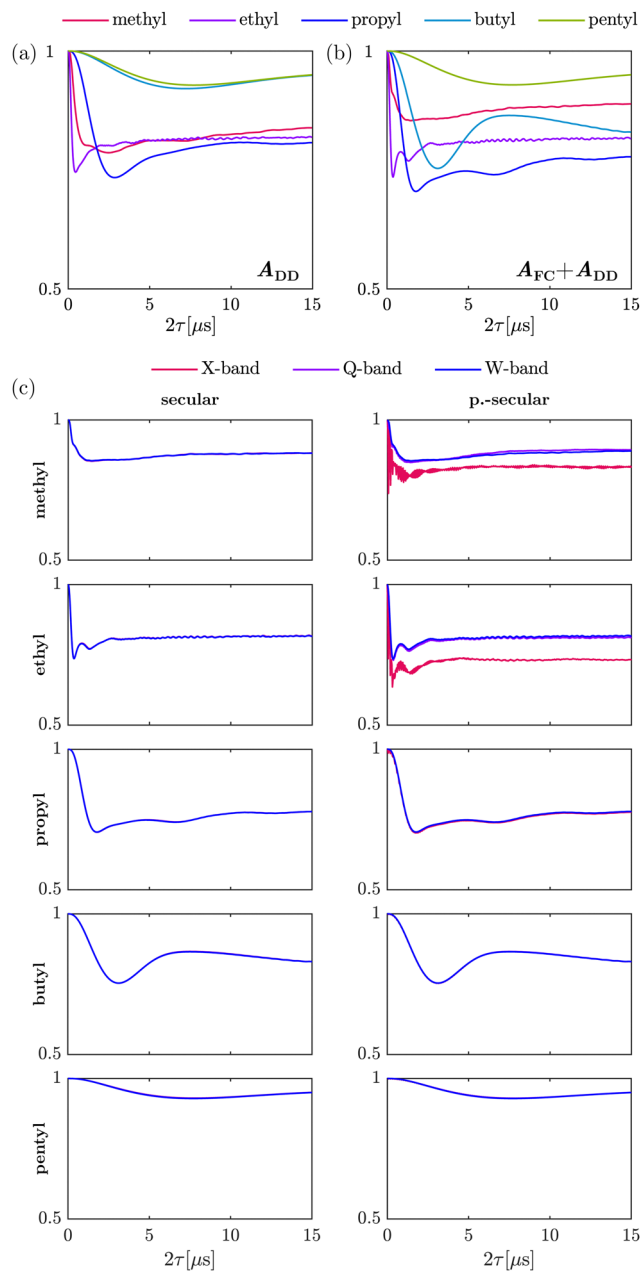 methyl ethyl propyl butyl pentyl
(a) (b)
1 1
0.5 0.5
A_DD A_FC+A_DD
0 5 10 15 0 5 10 15
2τ[μs] 2τ[μs]
X-band Q-band W-band
(c)
secular p.-secular
1 1
methyl
0.5 0.5
1 1
ethyl
0.5 0.5
1 1
propyl
0.5 0.5
1 1
butyl
0.5 0.5
1 1
pentyl
0.5 0.5
0 5 10 15 0 5 10 15
2τ[μs] 2τ[μs]